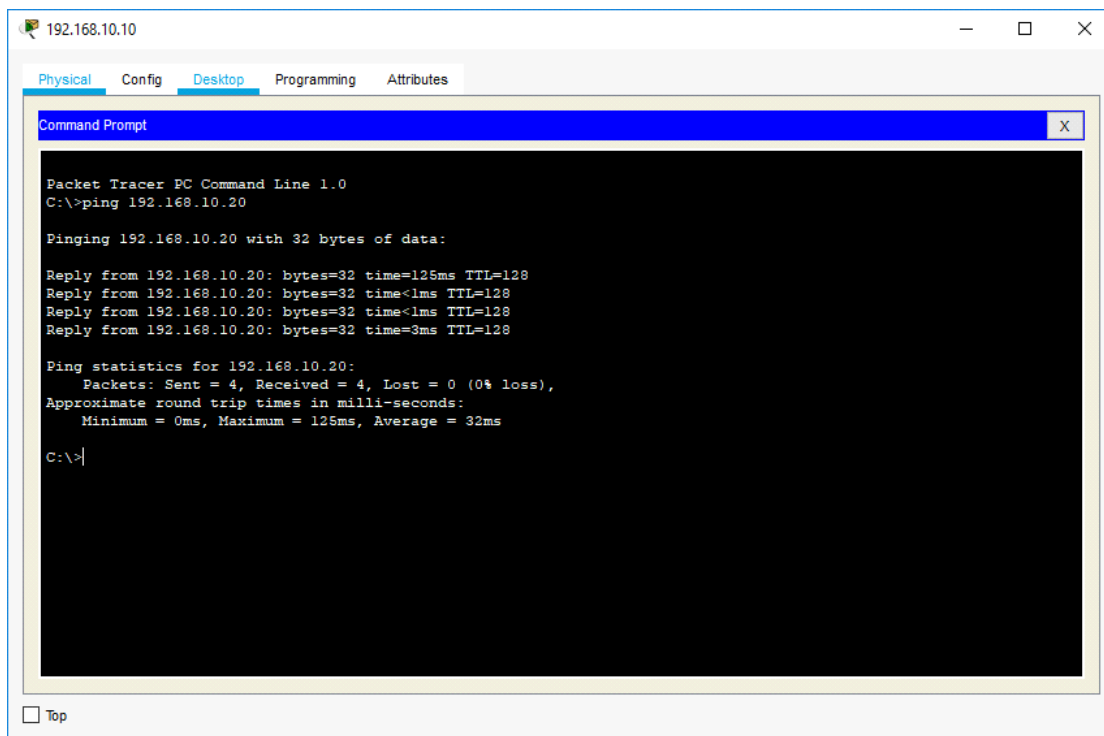 192.168.10.10
Physical Config Desktop Programming Attributes
Command Prompt X
Packet Tracer PC Command Line 1.0
C:\>ping 192.168.10.20
Pinging 192.168.10.20 with 32 bytes of data:
Reply from 192.168.10.20: bytes=32 time=125ms TTL=128
Reply from 192.168.10.20: bytes=32 time<1ms TTL=128
Reply from 192.168.10.20: bytes=32 time<1ms TTL=128
Reply from 192.168.10.20: bytes=32 time=3ms TTL=128
Ping statistics for 192.168.10.20:
Packets: Sent = 4, Received = 4, Lost = 0 (0% loss),
Approximate round trip times in milli-seconds:
Minimum = 0ms, Maximum = 125ms, Average = 32ms
C:\>
Top